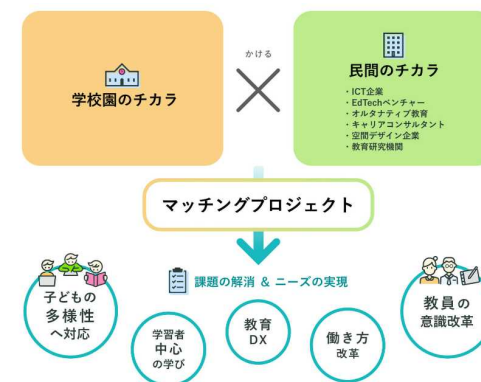 学校園のチカラ
かける
民間のチカラ
・ICT企業
・EdTechベンチャー
・オルタナティブ教育
・キャリアコンサルタント
・空間デザイン企業
・教育研究機関
マッチングプロジェクト
課題の解消 & ニーズの実現
子どもの
多様性
へ対応
学習者
中心
の学び
教育
DX
働き方
改革
教員の
意識改革